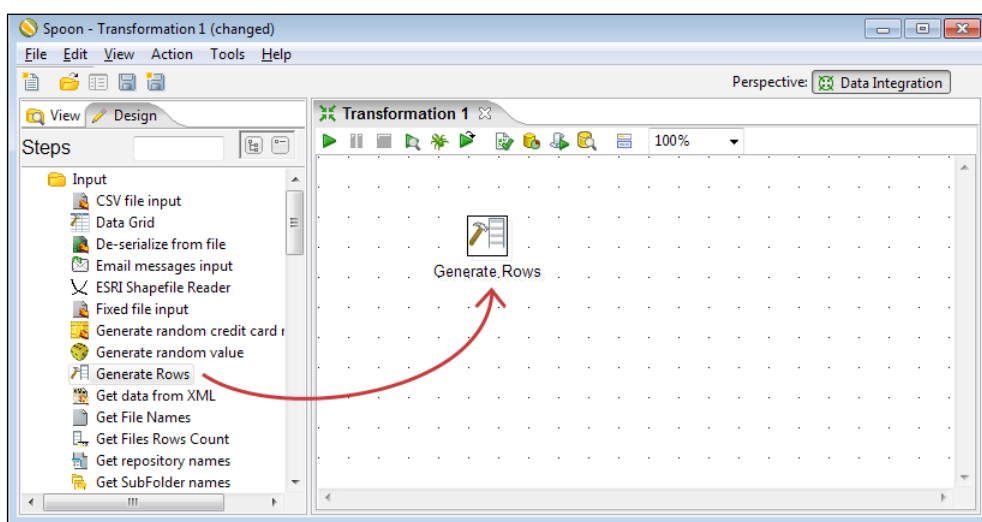 Spoon - Transformation 1 (changed)
File Edit View Action Tools Help
Perspective: Data Integration
View Design
Transformation 1
Steps
100%
Input
CSV file input
Data Grid
De-serialize from file
Email messages input
ESRI Shapefile Reader
Fixed file input
Generate random credit card r
Generate random value
Generate Rows
Get data from XML
Get File Names
Get Files Rows Count
Get repository names
Get SubFolder names
Generate Rows